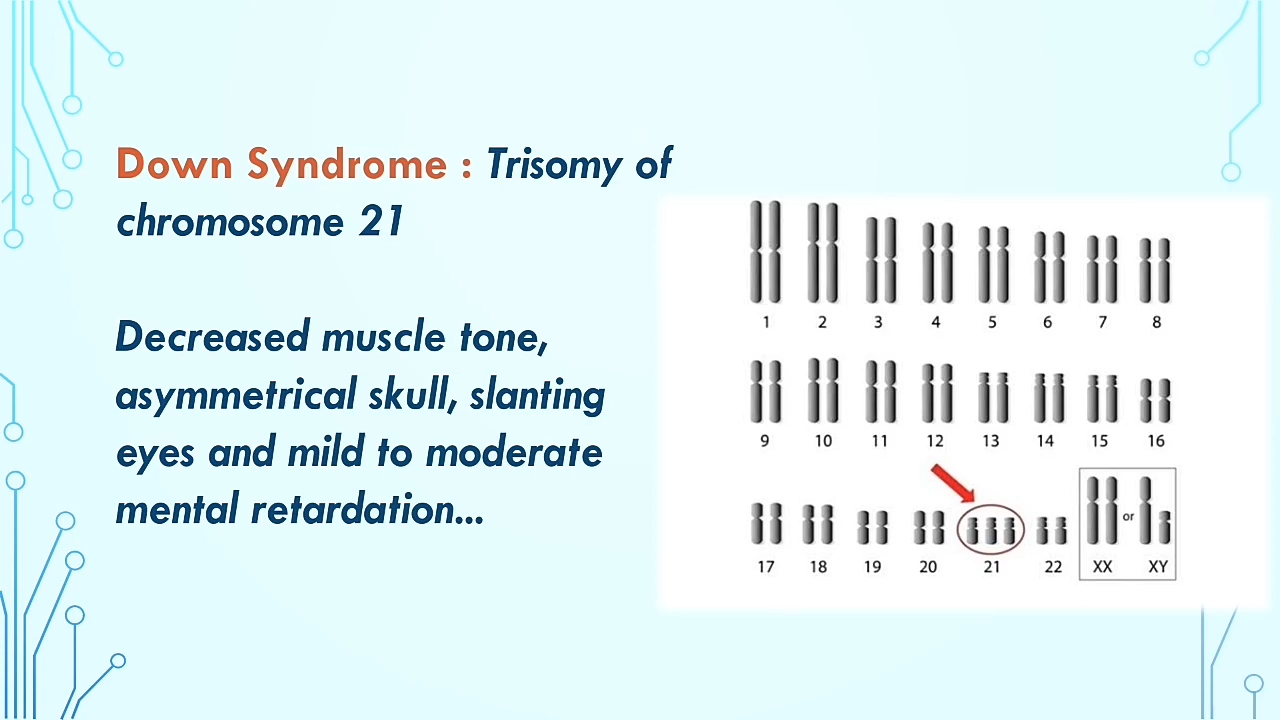 Down Syndrome : Trisomy of
chromosome 21
Decreased muscle tone,
asymmetrical skull, slanting
eyes and mild to moderate
mental retardation...
1 2 3 4 5 6 7 8
9 10 11 12 13 14 15 16
or
17 18 19 20 21 22 XX XY